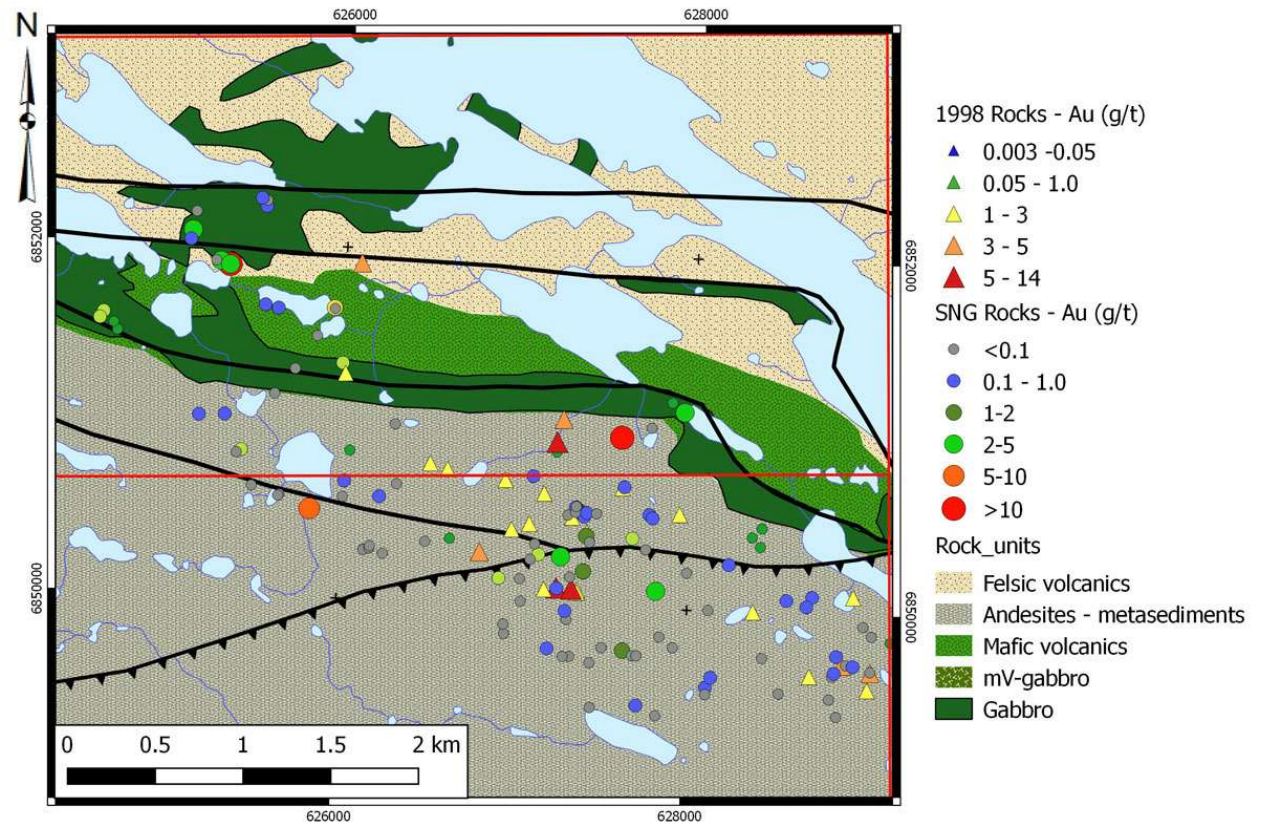 626000
628000
N
6852000
6852000
6850000
6850000
0 0.5 1 1.5 2 km
626000
628000
1998 Rocks - Au (g/t)
0.003 -0.05
0.05 - 1.0
1 - 3
3 - 5
5 - 14
SNG Rocks - Au (g/t)
<0.1
0.1 - 1.0
1-2
2-5
5-10
>10
Rock_units
Felsic volcanics
Andesites - metasediments
Mafic volcanics
mV-gabbro
Gabbro